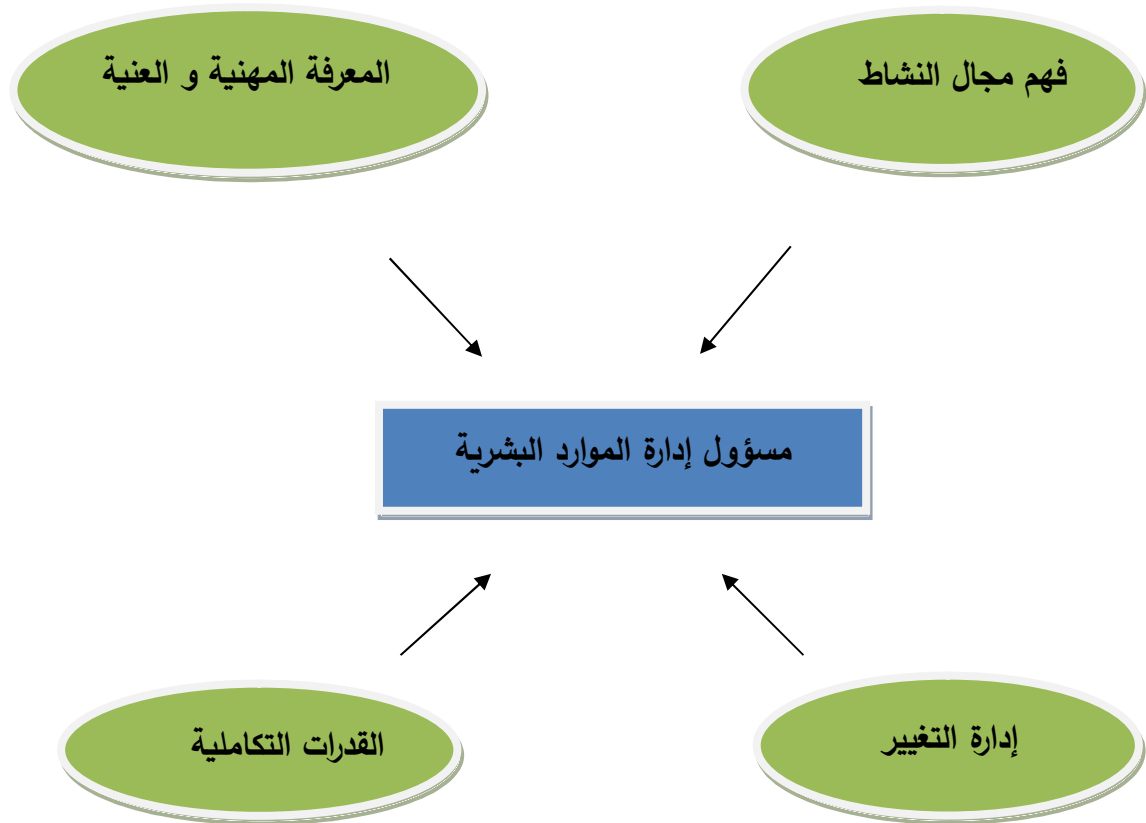 فهم مجال النشاط
المعرفة المهنية و العنية
مسؤول إدارة الموارد البشرية
إدارة التغيير
القدرات التكاملية